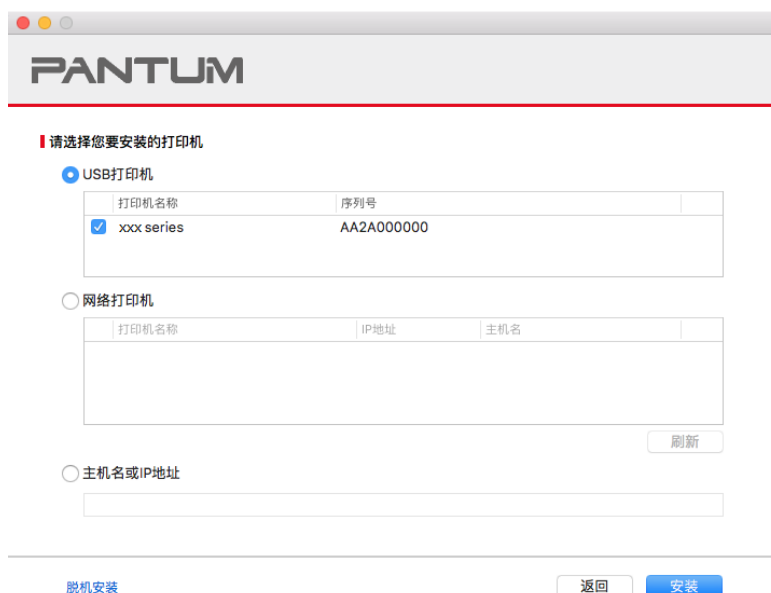 PANTUM
请选择您要安装的打印机
USB打印机
打印机名称 序列号
xxx series AA2A000000
网络打印机
打印机名称 IP地址 主机名
刷新
主机名或IP地址
脱机安装 返回 安装